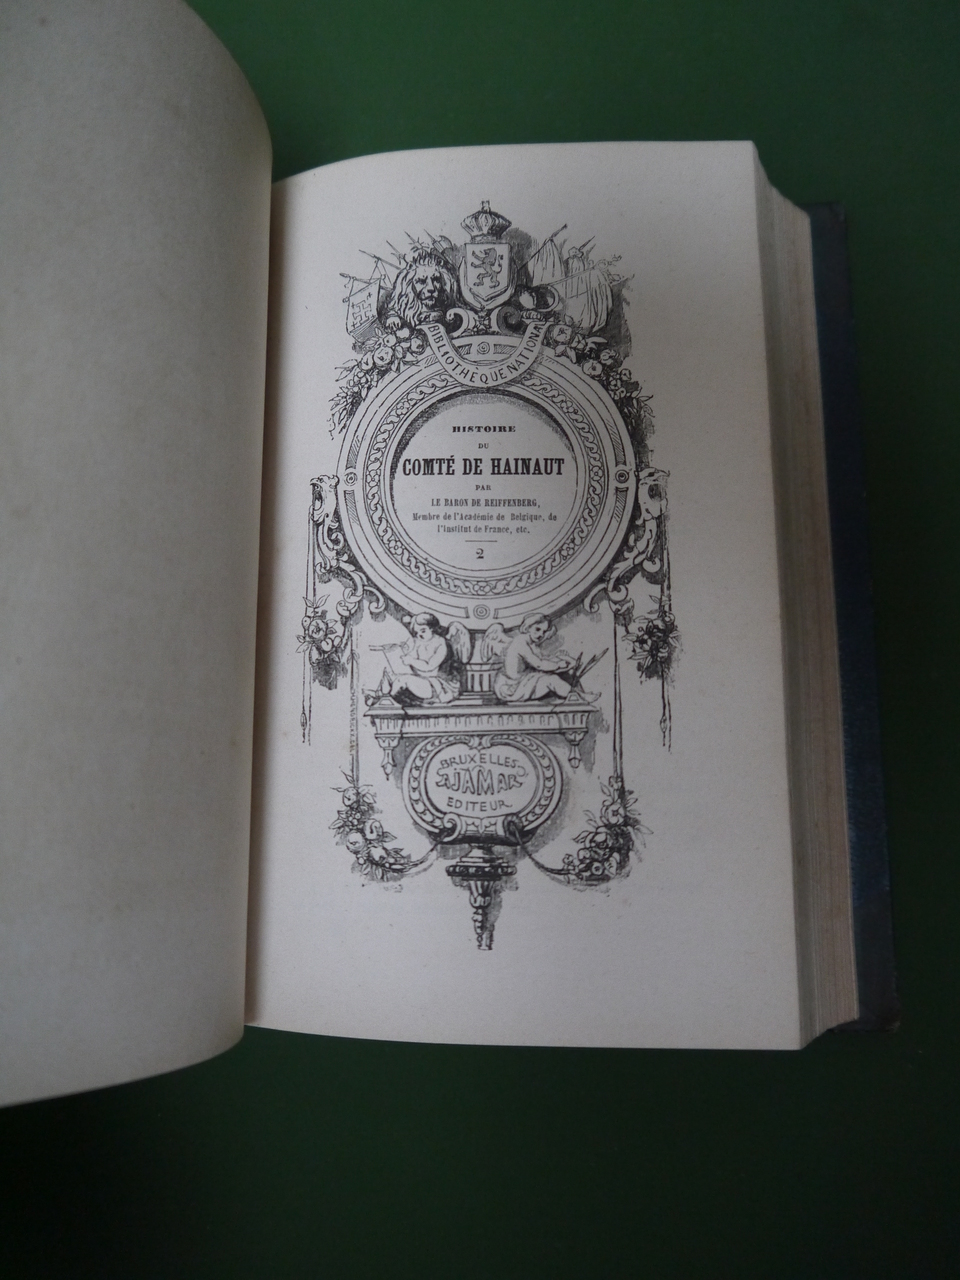 BIBLIOTHÈQUE NATIONALE
HISTOIRE
DU
COMTÉ DE HAINAUT
PAR
LE BARON DE REIFFENBERG,
Membre de l'Académie de Belgique, de
l'Institut de France, etc.
2
BRUXELLES
A JAMAR
EDITEUR